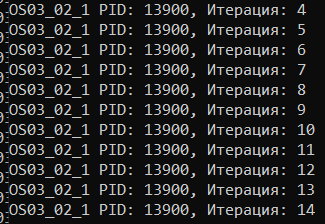 OS03_02_1 PID: 13900, Итерация: 4
OS03_02_1 PID: 13900, Итерация: 5
OS03_02_1 PID: 13900, Итерация: 6
OS03_02_1 PID: 13900, Итерация: 7
OS03_02_1 PID: 13900, Итерация: 8
OS03_02_1 PID: 13900, Итерация: 9
OS03_02_1 PID: 13900, Итерация: 10
OS03_02_1 PID: 13900, Итерация: 11
OS03_02_1 PID: 13900, Итерация: 12
OS03_02_1 PID: 13900, Итерация: 13
OS03_02_1 PID: 13900, Итерация: 14